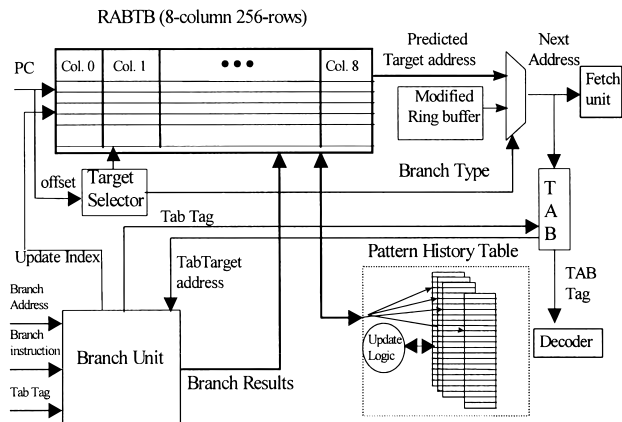 RABTB (8-column 256-rows)
PC
Col. 0
Col. 1
Col. 8
Predicted
Target address
Next
Address
Modified
Ring buffer
Fetch
unit
offset
Target
Selector
Branch Type
T
A
B
Tab Tag
Update Index
TabTarget
address
Pattern History Table
TAB
Tag
Branch
Address
Branch
instruction
Tab Tag
Branch Unit
Branch Results
Update
Logic
Decoder